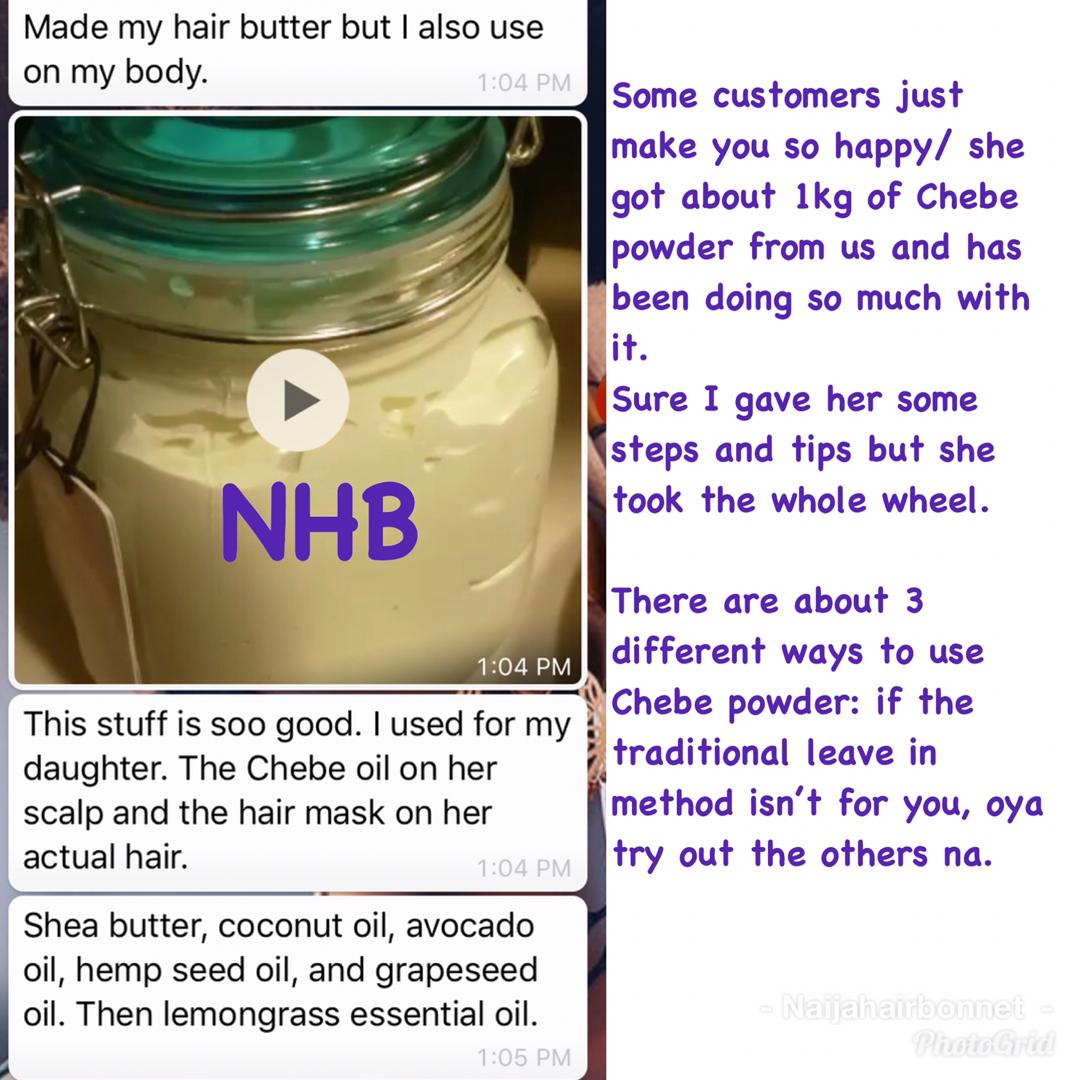 Made my hair butter but I also use
on my body.
1:04 PM
NHB
1:04 PM
This stuff is soo good. I used for my
daughter. The Chebe oil on her
scalp and the hair mask on her
actual hair.
1:04 PM
Shea butter, coconut oil, avocado
oil, hemp seed oil, and grapeseed
oil. Then lemongrass essential oil.
1:05 PM
Some customers just
make you so happy/ she
got about 1kg of Chebe
powder from us and has
been doing so much with
it.
Sure I gave her some
steps and tips but she
took the whole wheel.
There are about 3
different ways to use
Chebe powder: if the
traditional leave in
method isn't for you, oya
try out the others na.
- Naijahairbonnet -
PhotoGrid